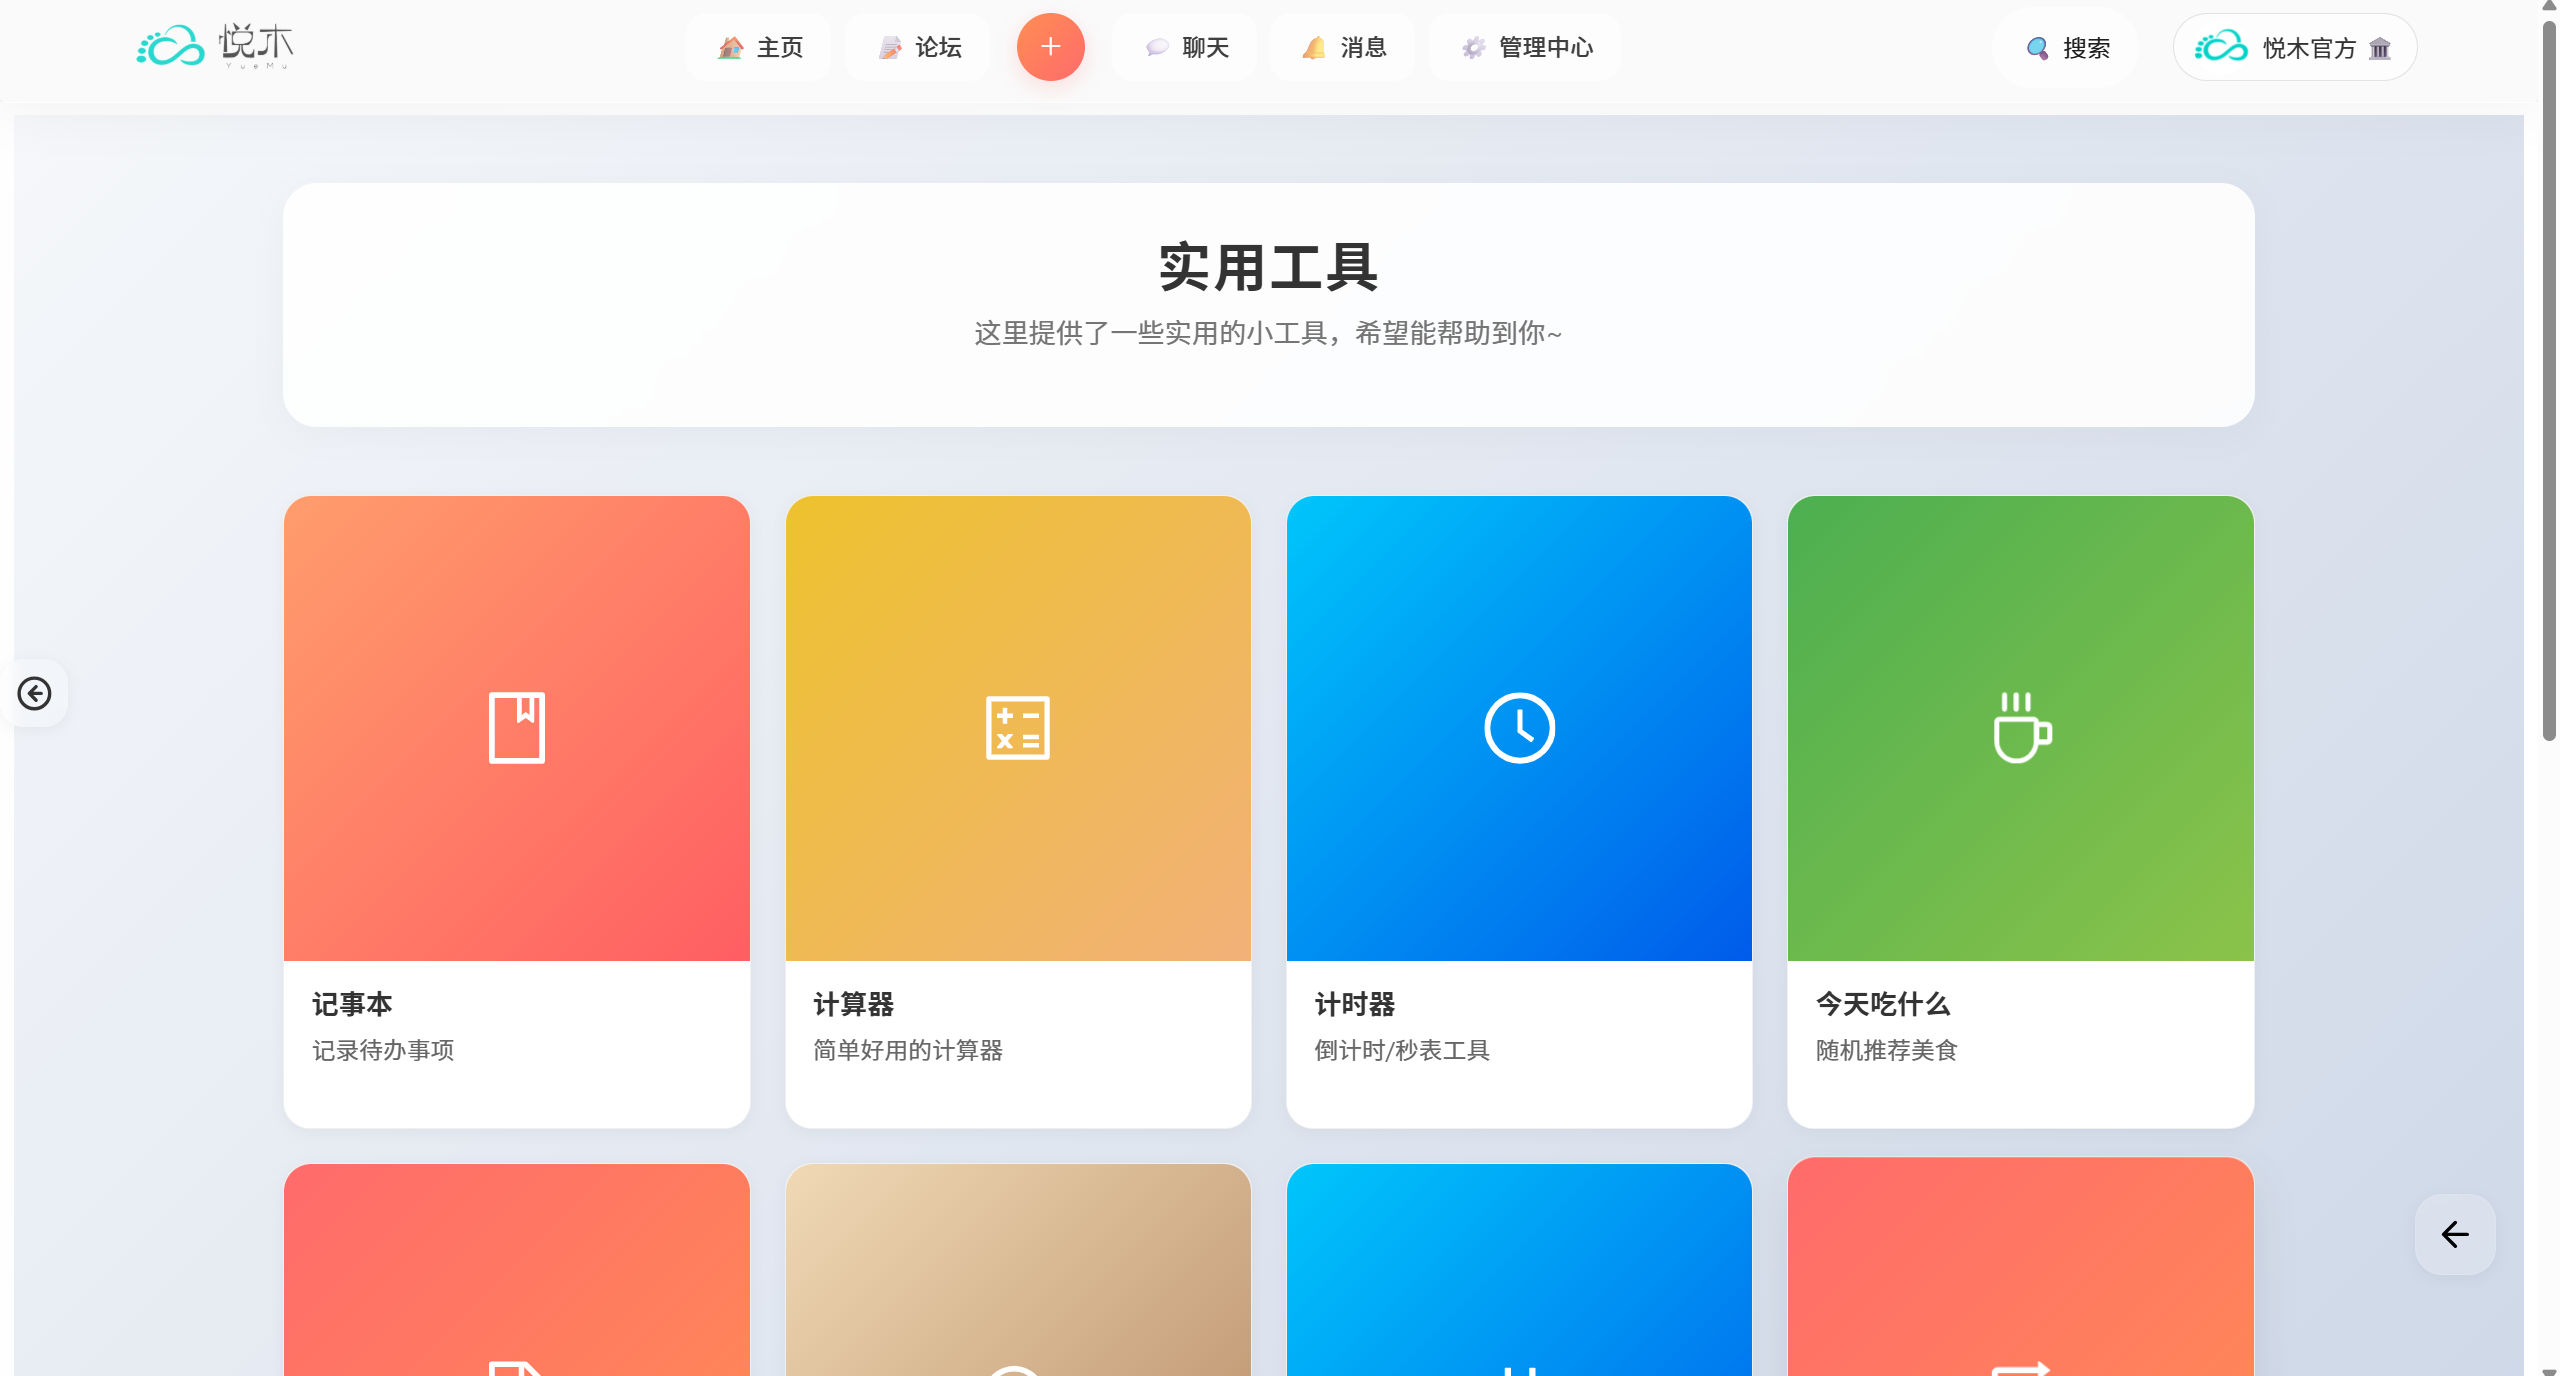 悦木
YueMu
主页
论坛
+
聊天
消息
管理中心
搜索
悦木官方
实用工具
这里提供了一些实用的小工具，希望能帮助到你~
记事本
记录待办事项
计算器
简单好用的计算器
计时器
倒计时/秒表工具
今天吃什么
随机推荐美食